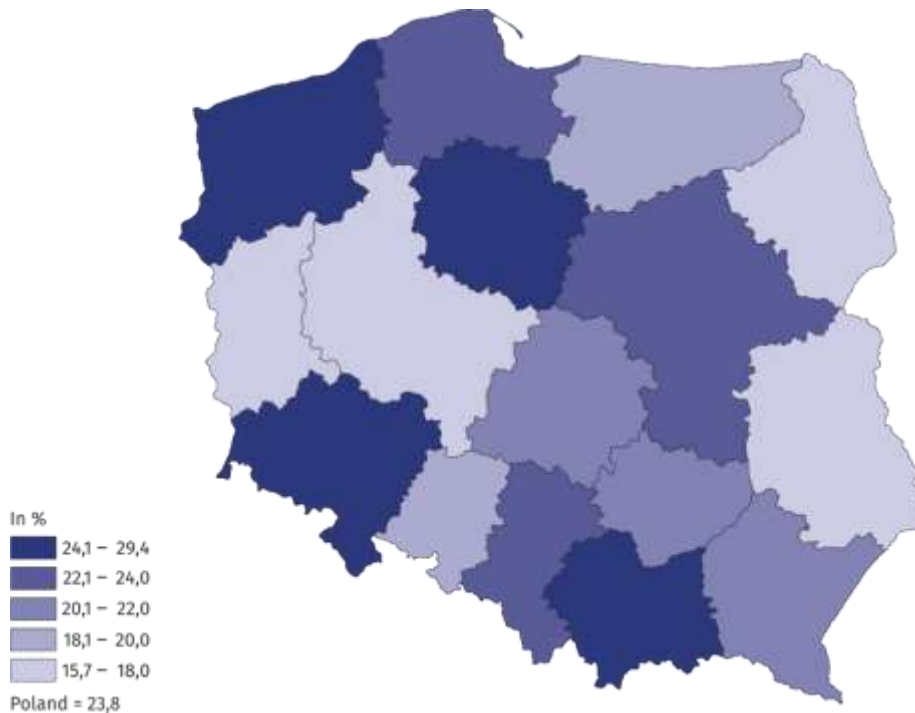 In %
24,1 – 29,4
22,1 – 24,0
20,1 – 22,0
18,1 – 20,0
15,7 – 18,0
Poland = 23,8